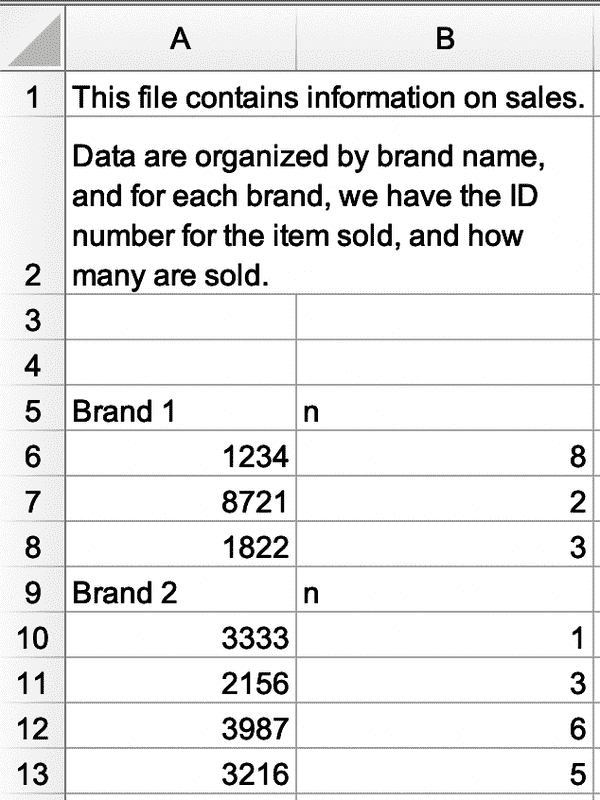 A B
1 This file contains information on sales.
Data are organized by brand name,
and for each brand, we have the ID
number for the item sold, and how
2 many are sold.
3
4
5 Brand 1 n
6 1234 8
7 8721 2
8 1822 3
9 Brand 2 n
10 3333 1
11 2156 3
12 3987 6
13 3216 5